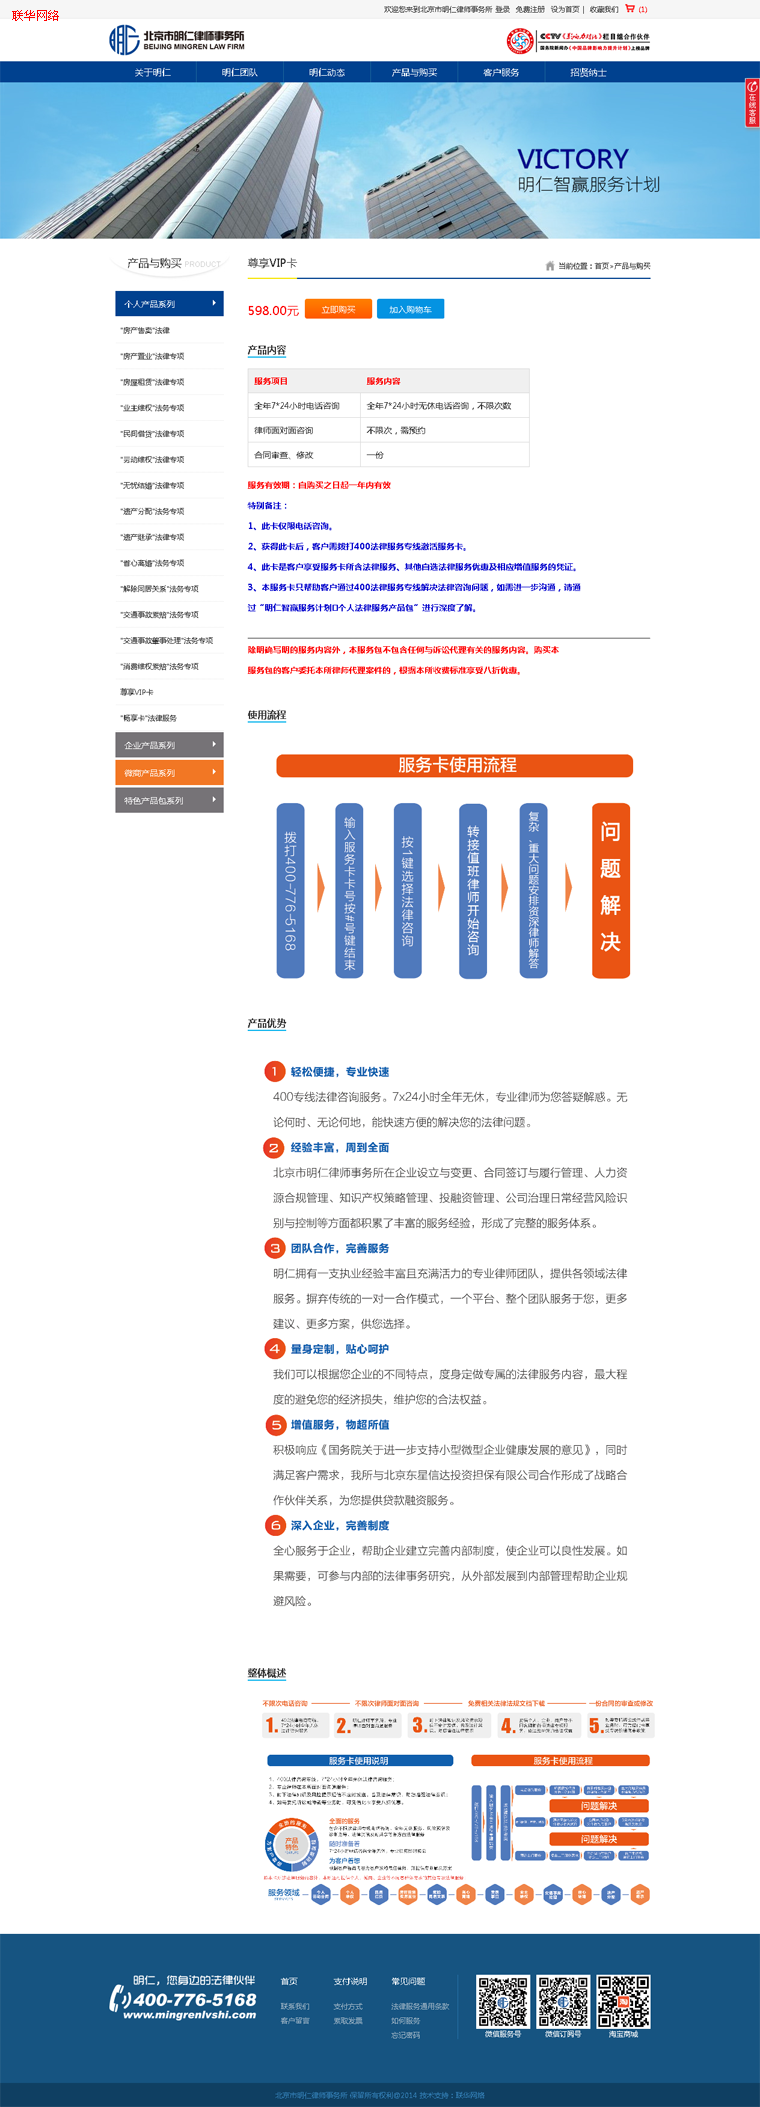 联华网络
欢迎您来到北京市明仁律师事务所 登录 免费注册 设为首页 | 收藏我们 (1)
北京市明仁律师事务所
BEIJING MINGREN LAW FIRM
CCTV《影响力对话》栏目组合作伙伴
国务院新闻办《中国品牌影响力提升计划》上榜品牌
关于明仁 明仁团队 明仁动态 产品与购买 客户服务 招贤纳士
在线客服
VICTORY
明仁智赢服务计划
产品与购买 PRODUCT
尊享VIP卡
当前位置：首页 » 产品与购买
个人产品系列
"房产售卖"法律
"房产置业"法律专项
"房屋租赁"法律专项
"业主维权"法务专项
"民间借贷"法律专项
"劳动维权"法务专项
"无忧结婚"法律专项
"遗产分配"法务专项
"遗产继承"法律专项
"省心离婚"法务专项
"解除同居关系"法务专项
"交通事故索赔"法务专项
"交通事故肇事处理"法务专项
"消费维权索赔"法务专项
尊享VIP卡
"畅享卡"法律服务
企业产品系列
微商产品系列
特色产品包系列
598.00元 立即购买 加入购物车
产品内容
服务项目 服务内容
全年7*24小时电话咨询 全年7*24小时无休电话咨询，不限次数
律师面对面咨询 不限次，需预约
合同审查、修改 一份
服务有效期：自购买之日起一年内有效
特别备注：
1、此卡仅限电话咨询。
2、获得此卡后，客户需拨打400法律服务专线激活服务卡。
4、此卡是客户享受服务卡所含法律服务、其他自选法律服务优惠及相应增值服务的凭证。
3、本服务卡只帮助客户通过400法律服务专线解决法律咨询问题，如需进一步沟通，请通
过“明仁智赢服务计划的个人法律服务产品包”进行深度了解。
除明确写明的服务内容外，本服务包不包含任何与诉讼代理有关的服务内容。购买本
服务包的客户委托本所律师代理案件的，根据本所收费标准享受八折优惠。
使用流程
服务卡使用流程
拨打400-776-5168
输入服务卡卡号按#号键结束
按1键选择法律咨询
转接值班律师开始咨询
复杂、重大问题安排资深律师解答
问题解决
产品优势
1 轻松便捷，专业快速
400专线法律咨询服务。7x24小时全年无休，专业律师为您答疑解惑。无
论何时、无论何地，能快速方便的解决您的法律问题。
2 经验丰富，周到全面
北京市明仁律师事务所在企业设立与变更、合同签订与履行管理、人力资
源合规管理、知识产权策略管理、投融资管理、公司治理日常经营风险识
别与控制等方面都积累了丰富的服务经验，形成了完整的服务体系。
3 团队合作，完善服务
明仁拥有一支执业经验丰富且充满活力的专业律师团队，提供各领域法律
服务。摒弃传统的一对一合作模式，一个平台、整个团队服务于您，更多
建议、更多方案，供您选择。
4 量身定制，贴心呵护
我们可以根据您企业的不同特点，度身定做专属的法律服务内容，最大程
度的避免您的经济损失，维护您的合法权益。
5 增值服务，物超所值
积极响应《国务院关于进一步支持小型微型企业健康发展的意见》，同时
满足客户需求，我所与北京东星信达投资担保有限公司合作形成了战略合
作伙伴关系，为您提供贷款融资服务。
6 深入企业，完善制度
全心服务于企业，帮助企业建立完善内部制度，使企业可以良性发展。如
果需要，可参与内部的法律事务研究，从外部发展到内部管理帮助企业规
避风险。
整体概述
不限次电话咨询 不限次律师面对面咨询 免费相关法律法规文档下载 一份合同的审查或修改
1. 2. 3. 4. 5.
服务卡使用说明 服务卡使用流程
问题解决
问题解决
产品特色
全面的服务
随时准备着
为客户着想
服务领域
明仁，您身边的法律伙伴
400-776-5168
www.mingrenlvshi.com
首页 支付说明 常见问题
联系我们 支付方式 法律服务通用条款
客户留言 索取发票 如何服务
忘记密码
微信服务号 微信订阅号 淘宝商城
北京市明仁律师事务所 保留所有权利@2014 技术支持：联华网络